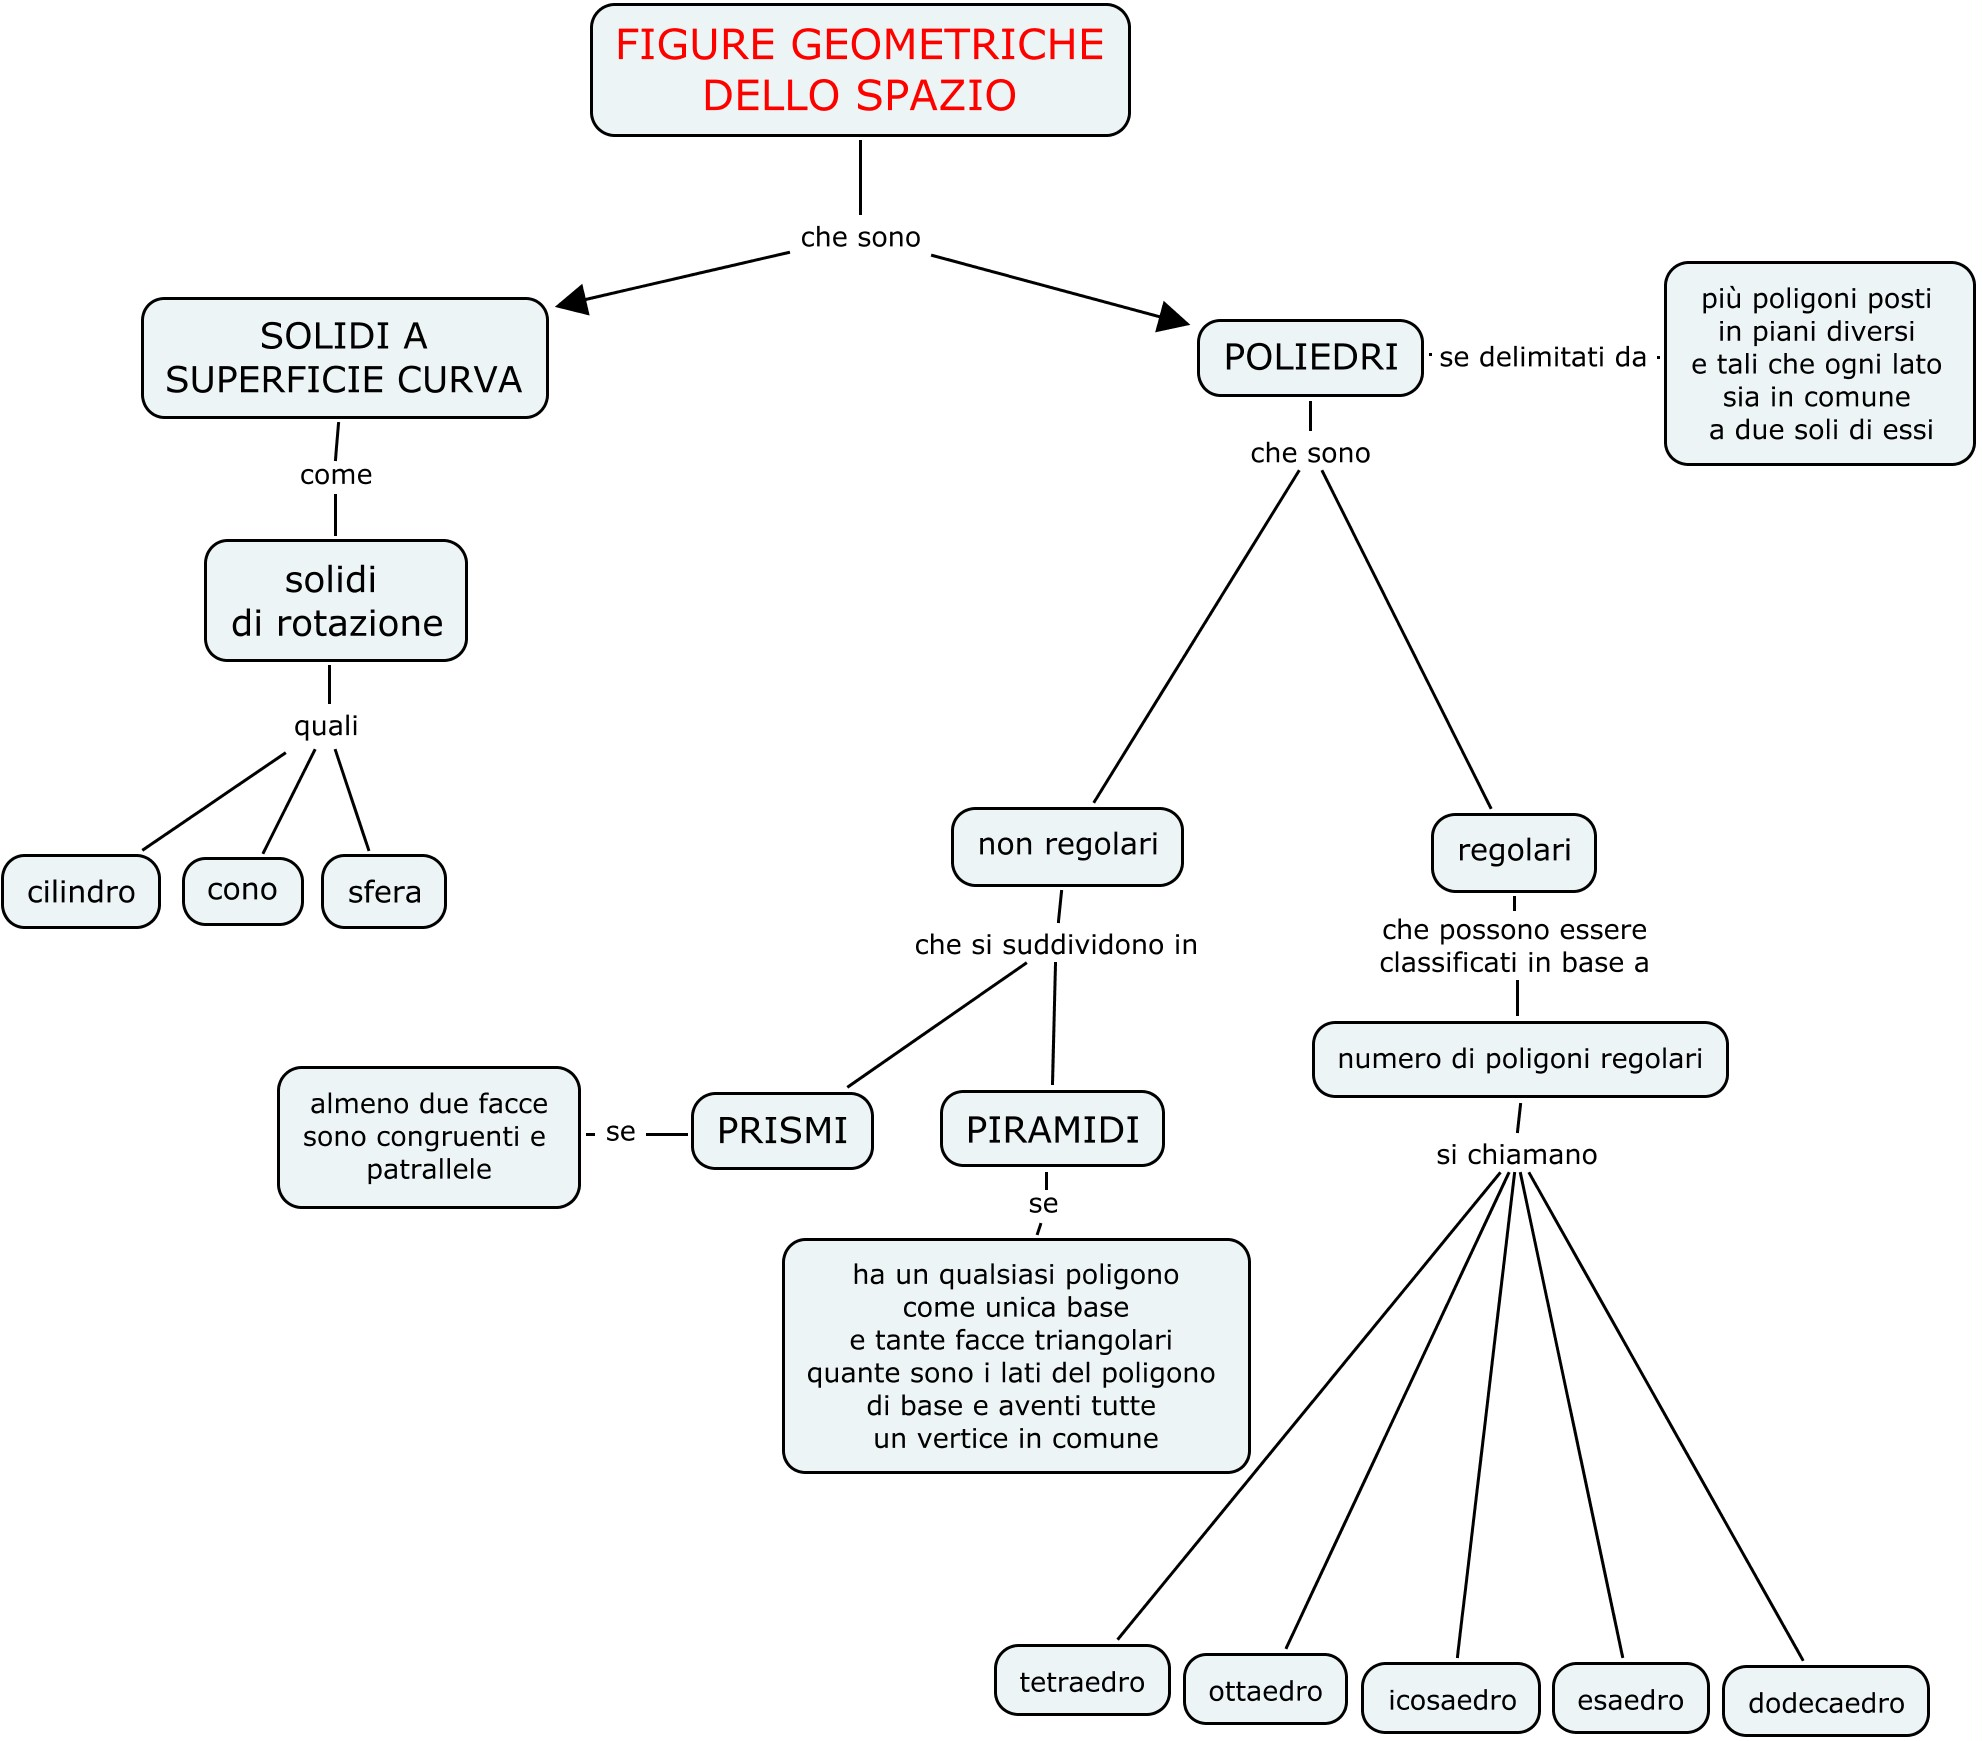 FIGURE GEOMETRICHE
DELLO SPAZIO
che sono
SOLIDI A
SUPERFICIE CURVA
come
solidi
di rotazione
quali
cilindro
cono
sfera
POLIEDRI
se delimitati da
più poligoni posti
in piani diversi
e tali che ogni lato
sia in comune
a due soli di essi
che sono
non regolari
che si suddividono in
PRISMI
se
almeno due facce
sono congruenti e
patrallele
PIRAMIDI
se
ha un qualsiasi poligono
come unica base
e tante facce triangolari
quante sono i lati del poligono
di base e aventi tutte
un vertice in comune
regolari
che possono essere
classificati in base a
numero di poligoni regolari
si chiamano
tetraedro
ottaedro
icosaedro
esaedro
dodecaedro